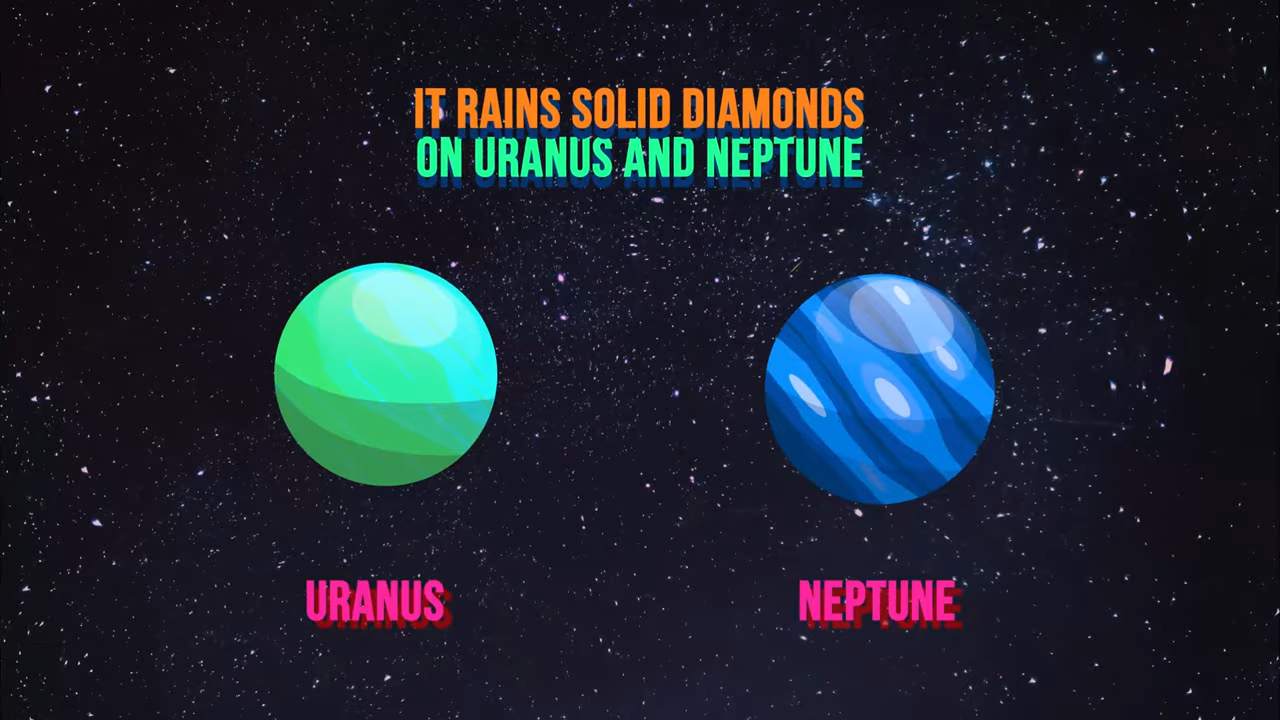 IT RAINS SOLID DIAMONDS
ON URANUS AND NEPTUNE
URANUS
NEPTUNE